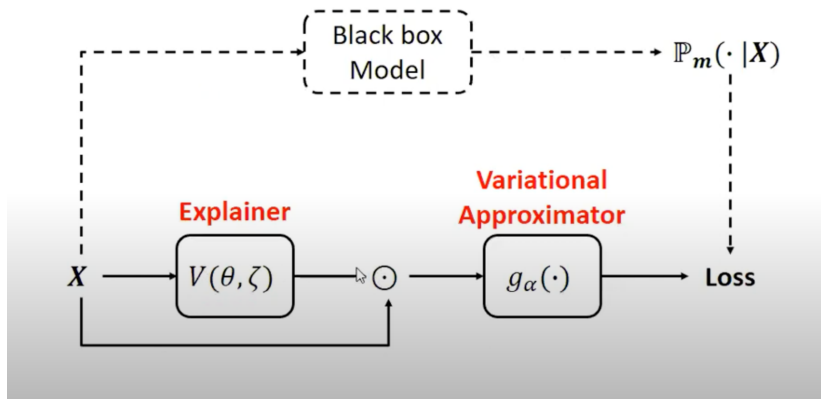 Black box
Model
ℙₘ(· |X)
Variational
Approximator
Explainer
X
V(θ, ζ)
⊙
gα(·)
Loss